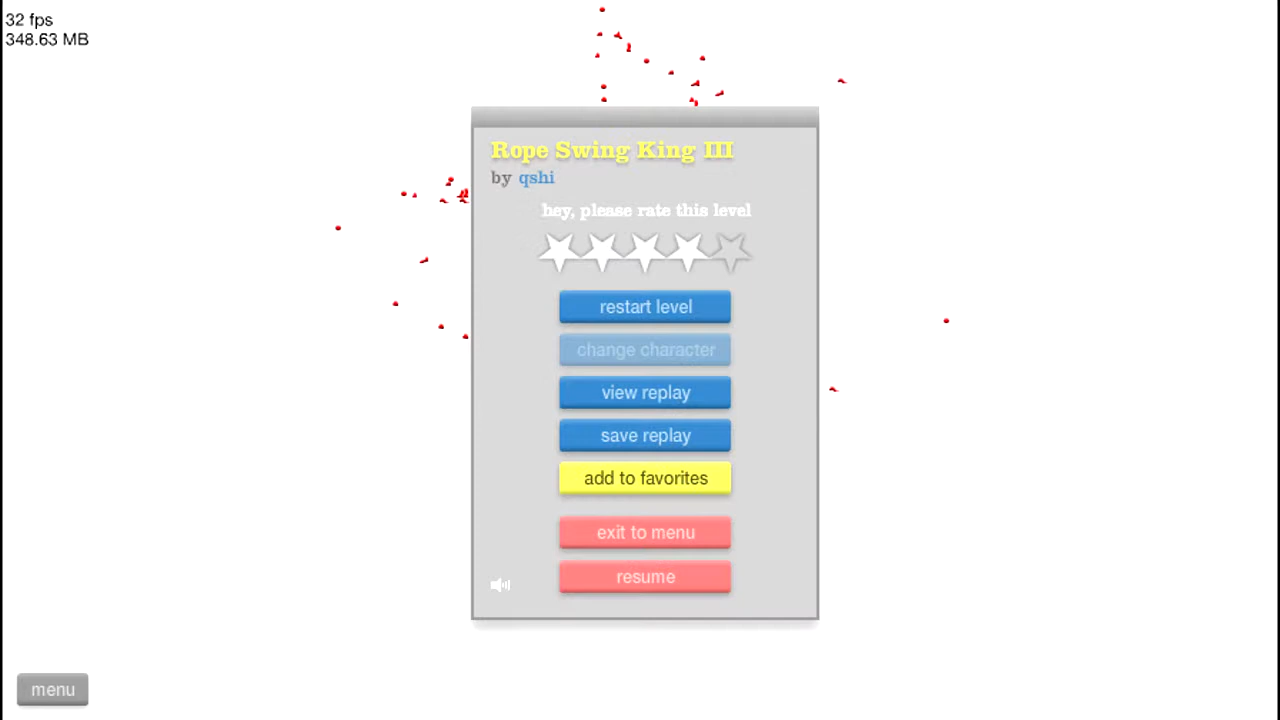 32 fps
348.63 MB
Rope Swing King III
by qshi
hey, please rate this level
restart level
change character
view replay
save replay
add to favorites
exit to menu
resume
menu